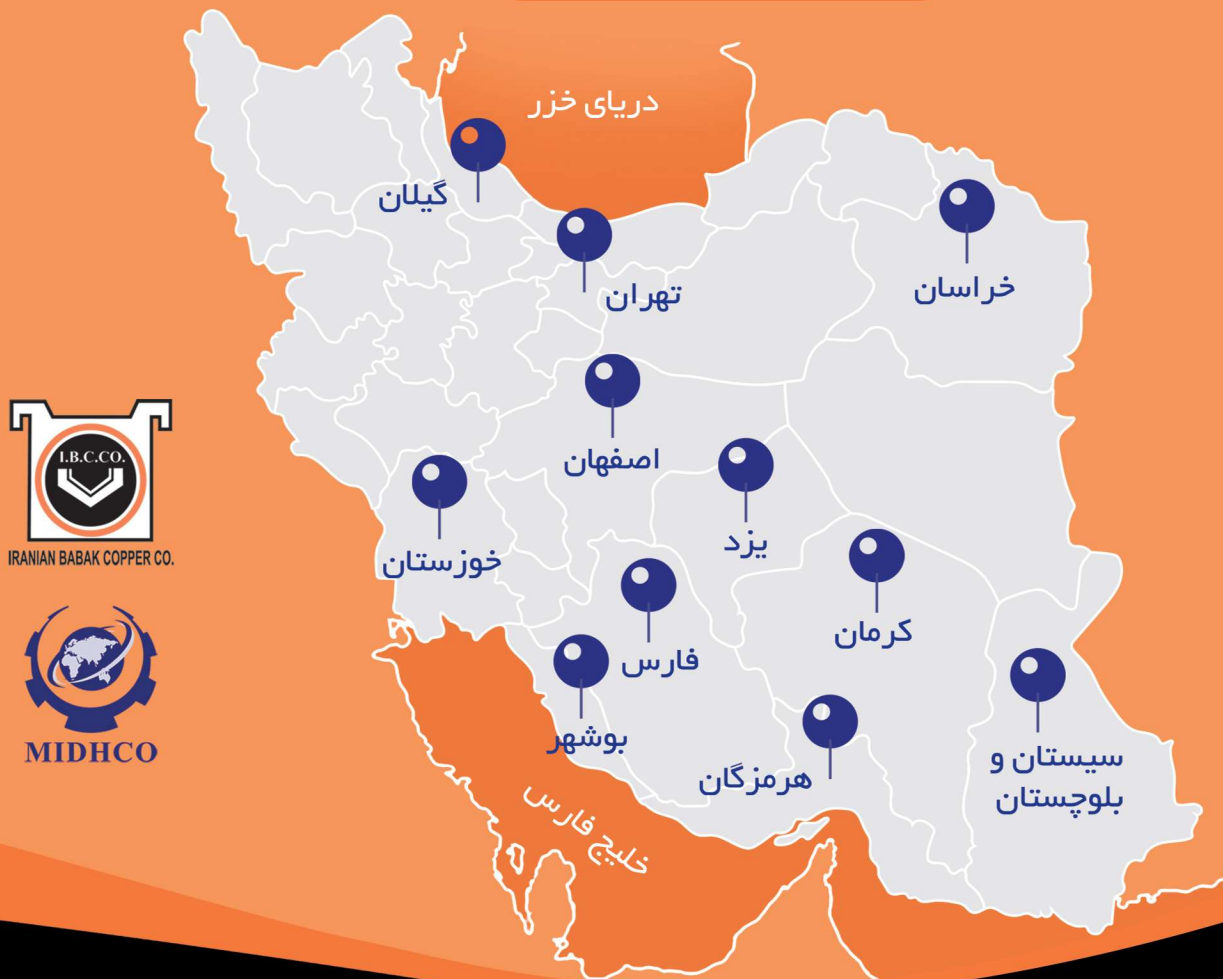 دریای خزر
گیلان
تهران
خراسان
اصفهان
یزد
خوزستان
I.B.C.CO.
IRANIAN BABAK COPPER CO.
کرمان
فارس
بوشهر
هرمزگان
سیستان و
بلوچستان
MIDHCO
خلیج فارس